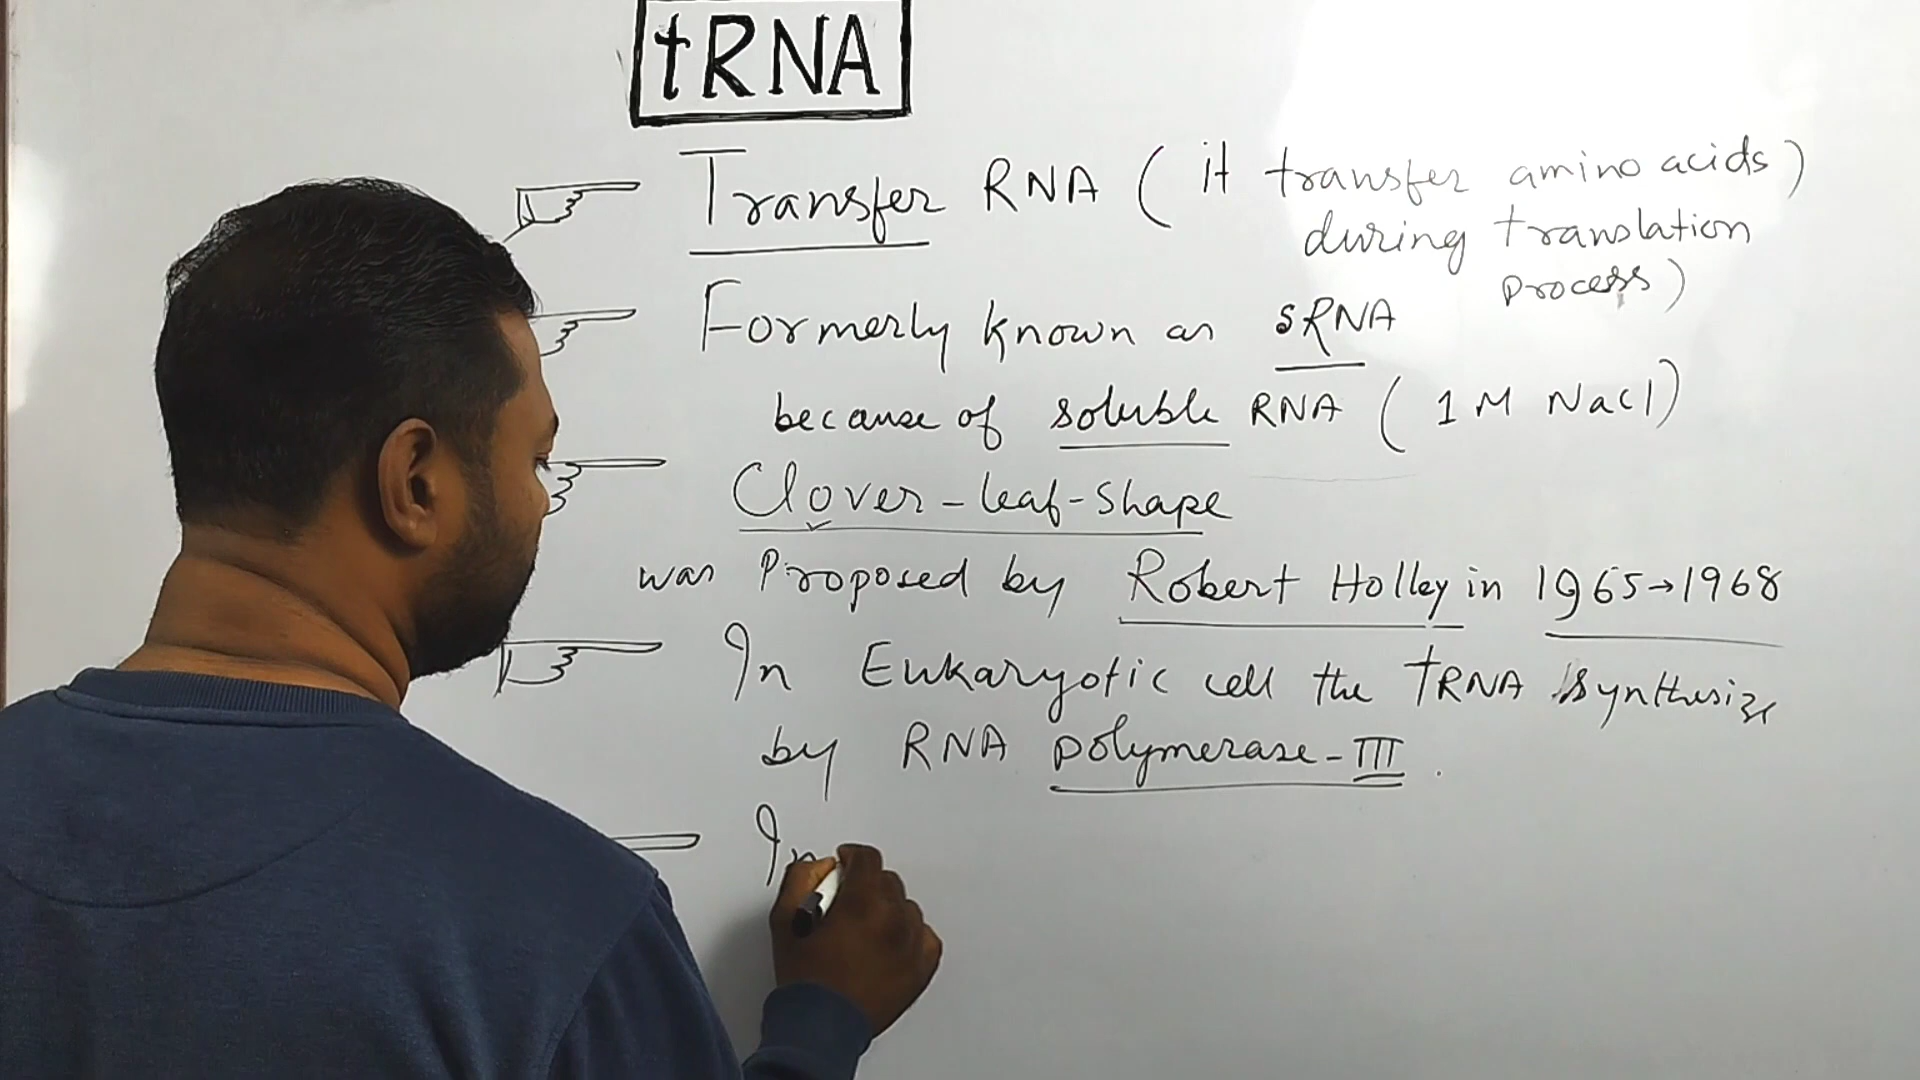 tRNA
Transfer RNA ( it transfer amino acids)
during translation
process)
Formerly known as sRNA
because of soluble RNA ( 1M NaCl)
Clover-leaf-shape
was Proposed by Robert Holley in 1965→1968
In Eukaryotic cell the tRNA synthesize
by RNA polymerase-III.
In